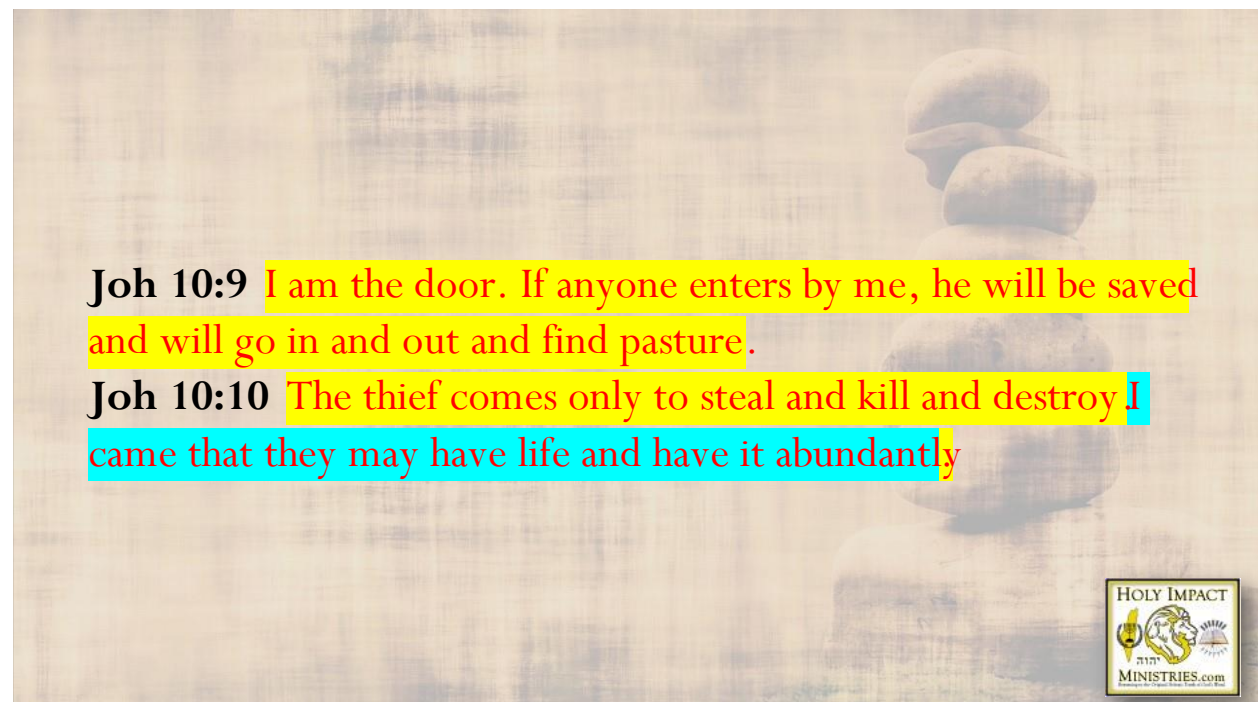 Joh 10:9 I am the door. If anyone enters by me, he will be saved
and will go in and out and find pasture.
Joh 10:10 The thief comes only to steal and kill and destroy. I
came that they may have life and have it abundantly.
HOLY IMPACT
יהוה
MINISTRIES.com